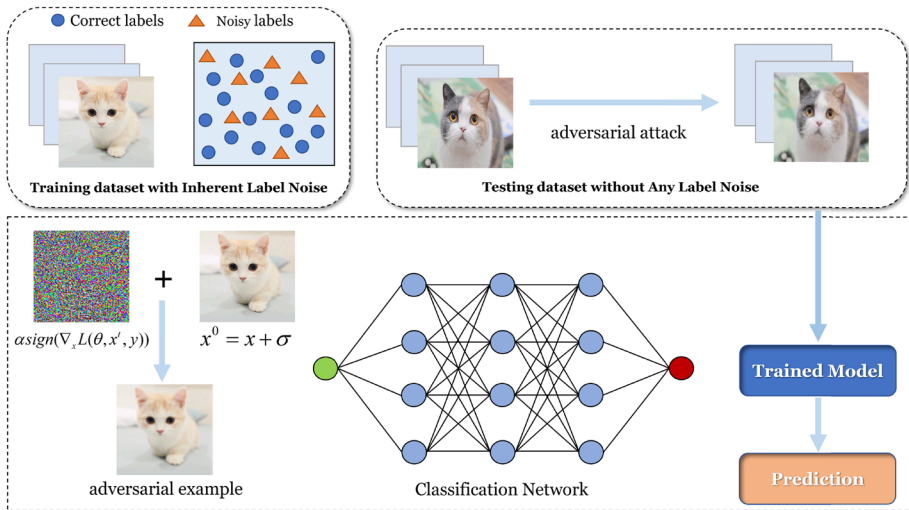 Correct labels
Noisy labels
Training dataset with Inherent Label Noise
adversarial attack
Testing dataset without Any Label Noise
+
αsign(∇ₓL(θ,x′,y))
x⁰ = x + σ
adversarial example
Classification Network
Trained Model
Prediction